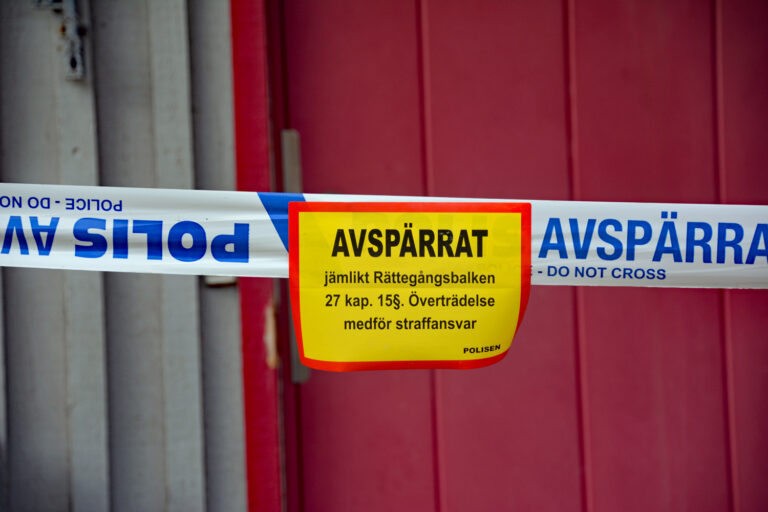 POLICE - DO NO
POLIS AV
AVSPÄRRAT
jämlikt Rättegångsbalken
27 kap. 15§. Överträdelse
medför straffansvar
POLISEN
AVSPÄRRA
- DO NOT CROSS